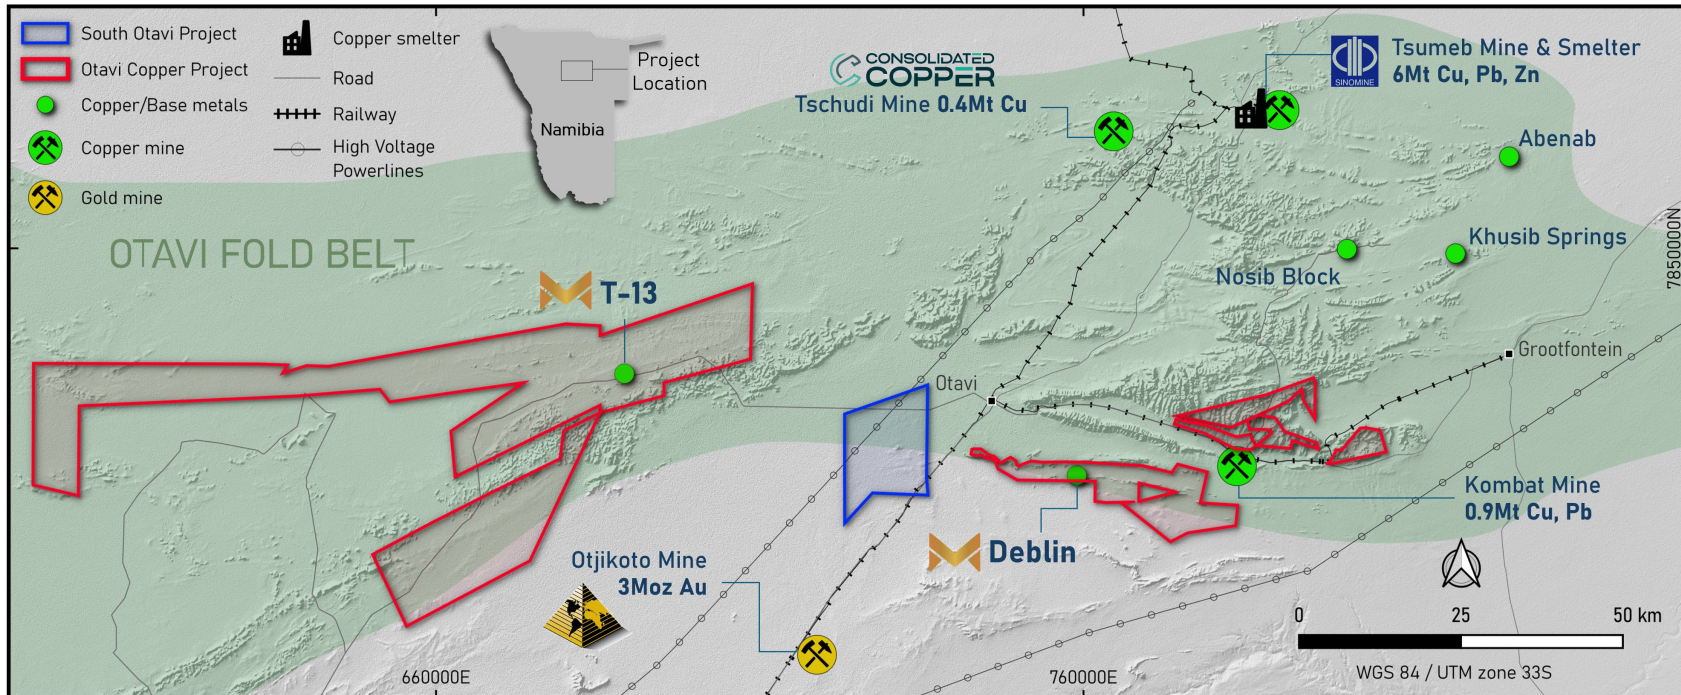 South Otavi Project
Otavi Copper Project
Copper/Base metals
Copper mine
Gold mine
Copper smelter
Road
Railway
High Voltage
Powerlines
Project
Location
Namibia
CONSOLIDATED
COPPER
Tschudi Mine 0.4Mt Cu
SINOMINE
Tsumeb Mine & Smelter
6Mt Cu, Pb, Zn
Abenab
Khusib Springs
Nosib Block
7850000N
OTAVI FOLD BELT
T-13
Otavi
Grootfontein
Kombat Mine
0.9Mt Cu, Pb
Deblin
Otjikoto Mine
3Moz Au
0 25 50 km
WGS 84 / UTM zone 33S
660000E
760000E